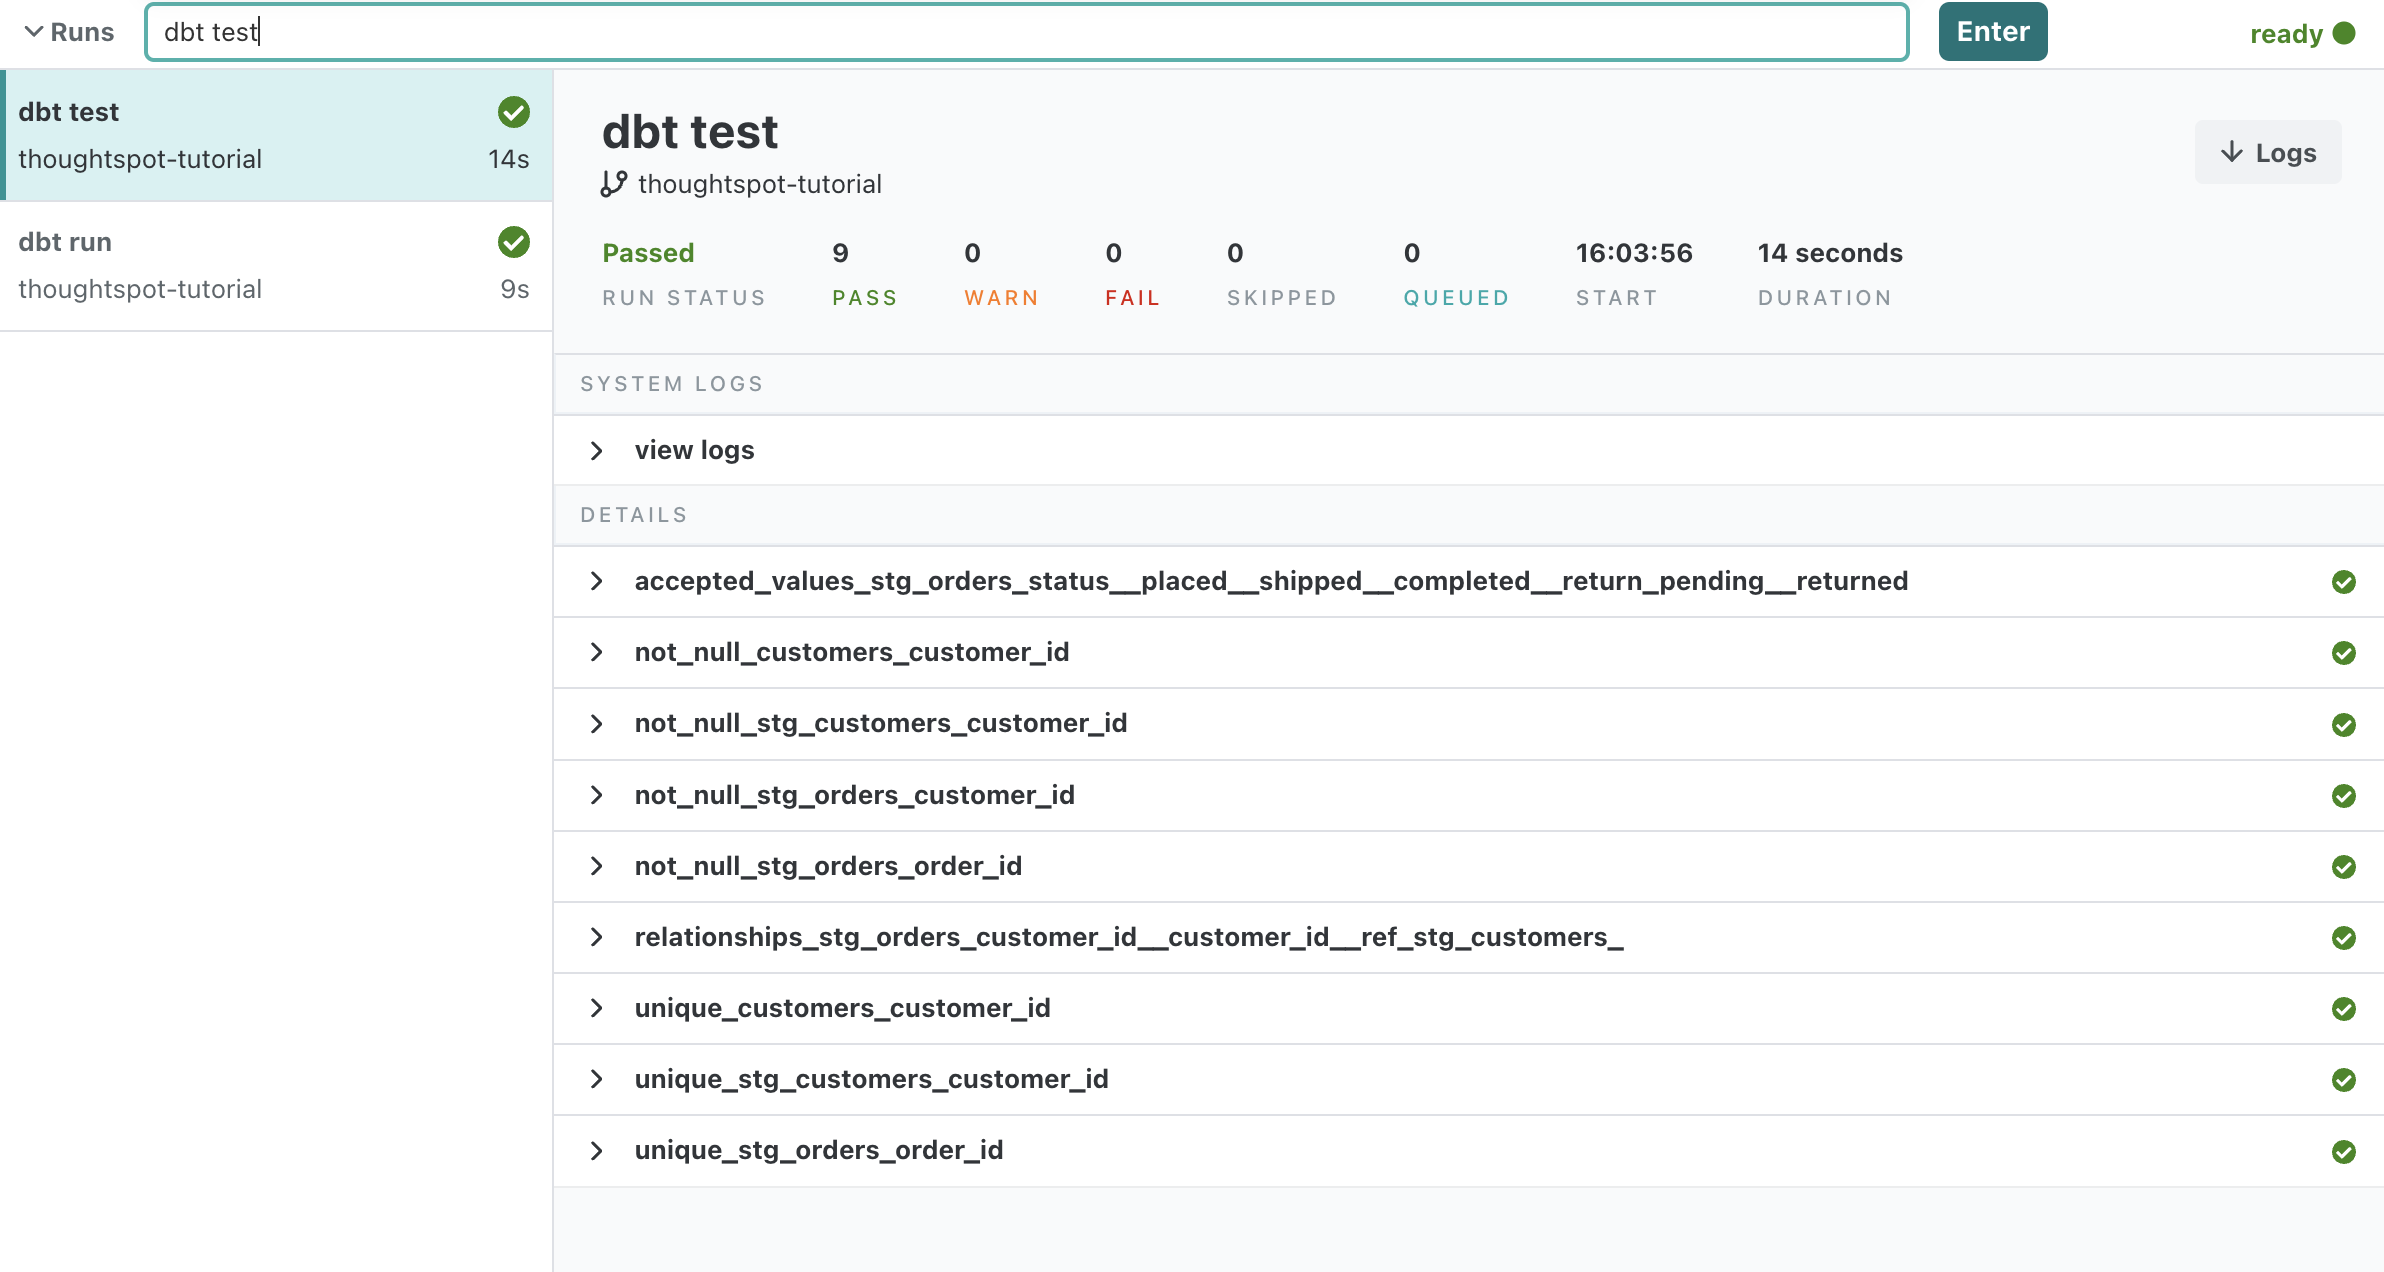 Runs
dbt test
Enter
ready
dbt test
thoughtspot-tutorial 14s
dbt run
thoughtspot-tutorial 9s
dbt test
thoughtspot-tutorial
Logs
Passed 9 0 0 0 0 16:03:56 14 seconds
RUN STATUS PASS WARN FAIL SKIPPED QUEUED START DURATION
SYSTEM LOGS
view logs
DETAILS
accepted_values_stg_orders_status__placed__shipped__completed__return_pending__returned
not_null_customers_customer_id
not_null_stg_customers_customer_id
not_null_stg_orders_customer_id
not_null_stg_orders_order_id
relationships_stg_orders_customer_id__customer_id__ref_stg_customers_
unique_customers_customer_id
unique_stg_customers_customer_id
unique_stg_orders_order_id